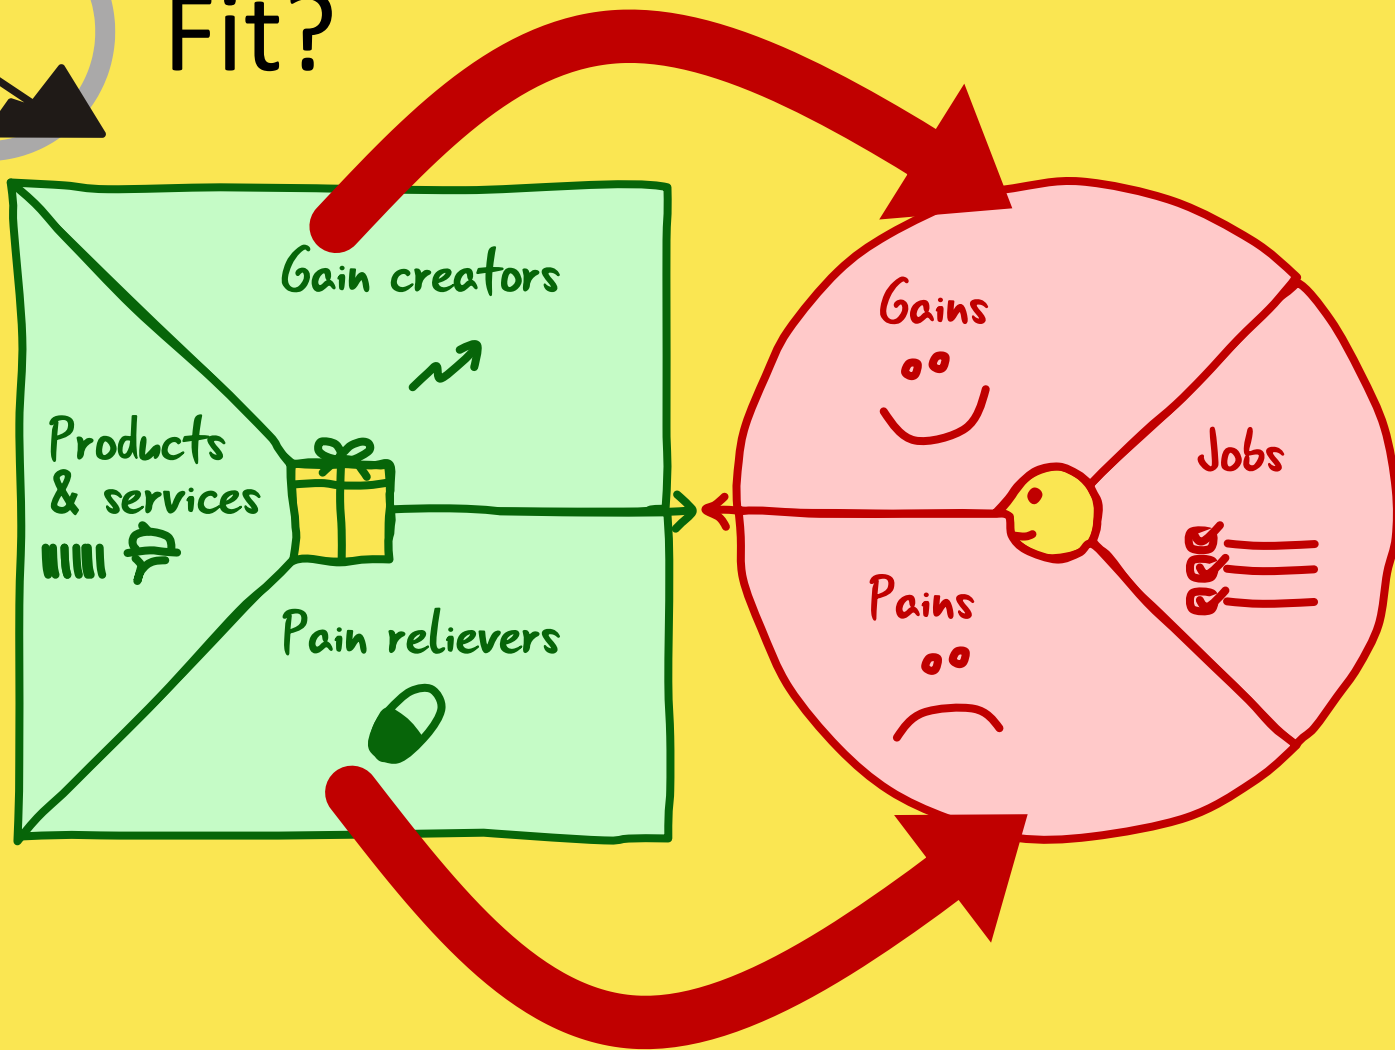 Fit?
Gain creators
Products
& services
Pain relievers
Gains
Jobs
Pains